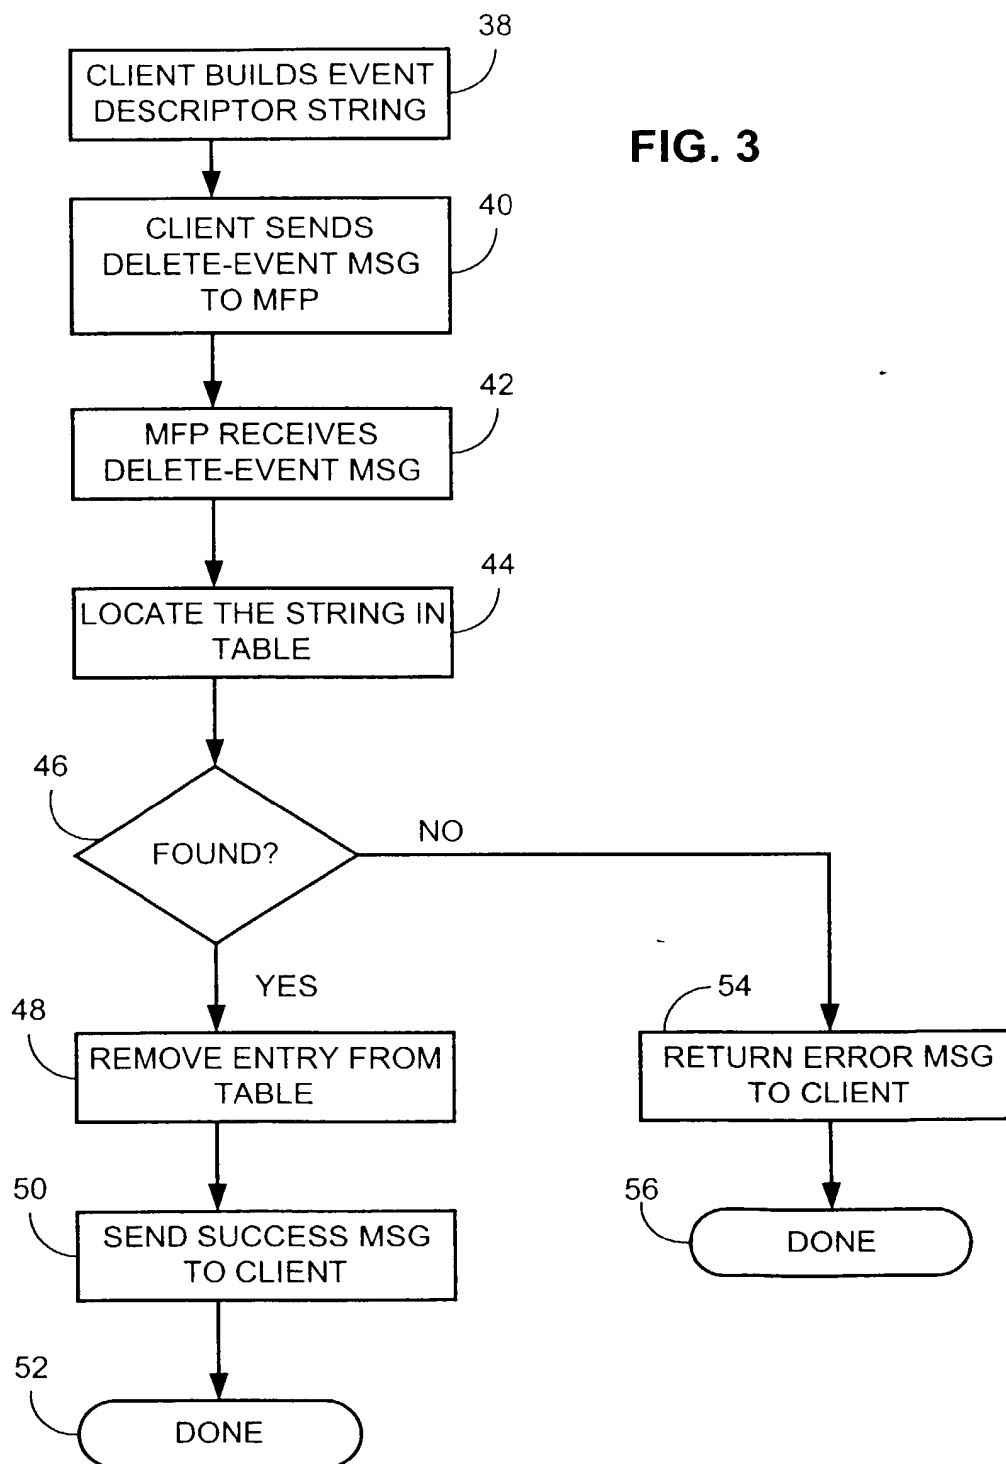 38
CLIENT BUILDS EVENT
DESCRIPTOR STRING
FIG. 3
40
CLIENT SENDS
DELETE-EVENT MSG
TO MFP
42
MFP RECEIVES
DELETE-EVENT MSG
44
LOCATE THE STRING IN
TABLE
46
FOUND?
NO
YES
48
REMOVE ENTRY FROM
TABLE
54
RETURN ERROR MSG
TO CLIENT
50
SEND SUCCESS MSG
TO CLIENT
56
DONE
52
DONE